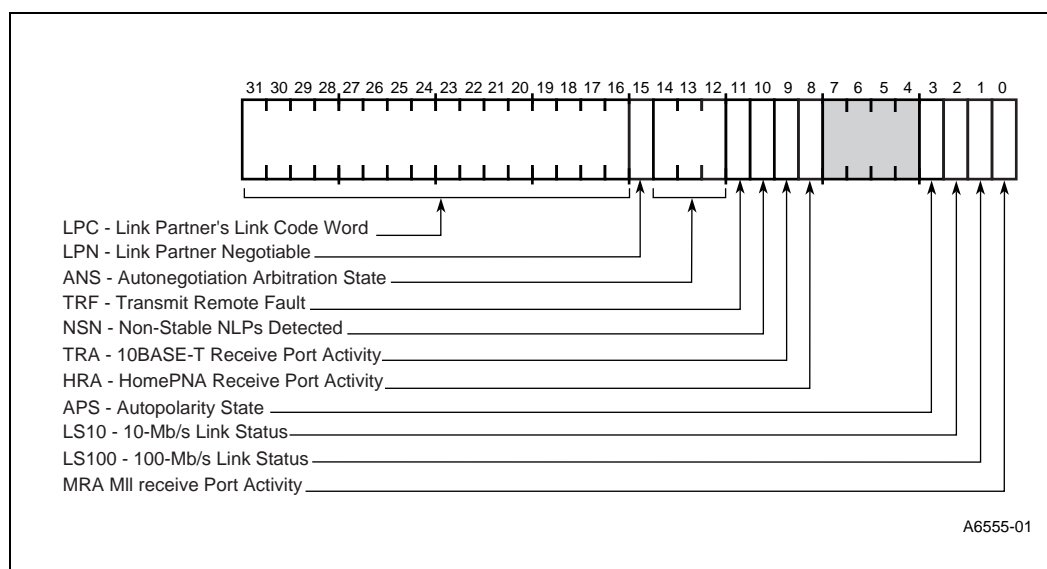 31 30 29 28 27 26 25 24 23 22 21 20 19 18 17 16 15 14 13 12 11 10 9 8 7 6 5 4 3 2 1 0
LPC - Link Partner's Link Code Word
LPN - Link Partner Negotiable
ANS - Autonegotiation Arbitration State
TRF - Transmit Remote Fault
NSN - Non-Stable NLPs Detected
TRA - 10BASE-T Receive Port Activity
HRA - HomePNA Receive Port Activity
APS - Autopolarity State
LS10 - 10-Mb/s Link Status
LS100 - 100-Mb/s Link Status
MRA MII receive Port Activity
A6555-01